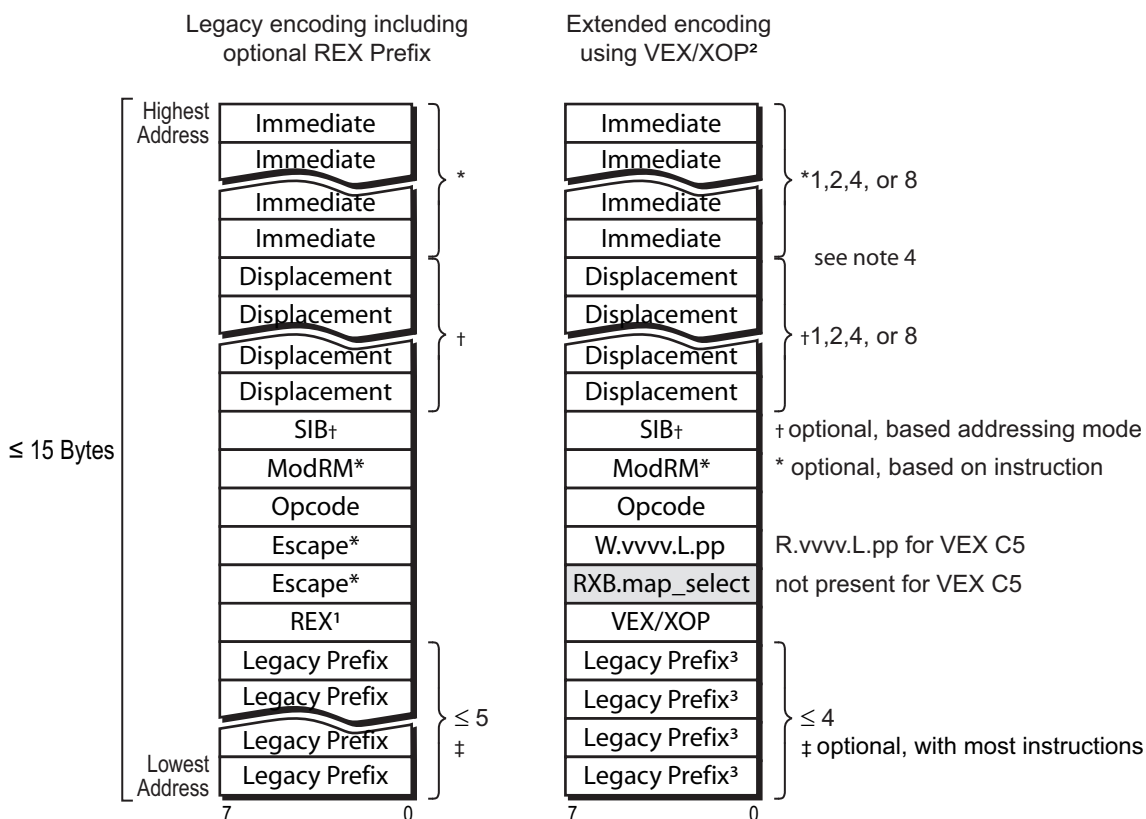 Legacy encoding including
optional REX Prefix
Extended encoding
using VEX/XOP²
Highest
Address
Immediate
Immediate
Immediate
Immediate
*
Displacement
Displacement
Displacement
Displacement
†
SIB†
ModRM*
Opcode
Escape*
Escape*
REX¹
Legacy Prefix
Legacy Prefix
Legacy Prefix
Legacy Prefix
≤ 5
‡
≤ 15 Bytes
Lowest
Address
7 0
Immediate
Immediate
Immediate
Immediate
*1,2,4, or 8
see note 4
Displacement
Displacement
Displacement
Displacement
†1,2,4, or 8
SIB†
†optional, based addressing mode
ModRM*
* optional, based on instruction
Opcode
W.vvvv.L.pp
R.vvvv.L.pp for VEX C5
RXB.map_select
not present for VEX C5
VEX/XOP
Legacy Prefix³
Legacy Prefix³
Legacy Prefix³
Legacy Prefix³
≤ 4
‡ optional, with most instructions
7 0